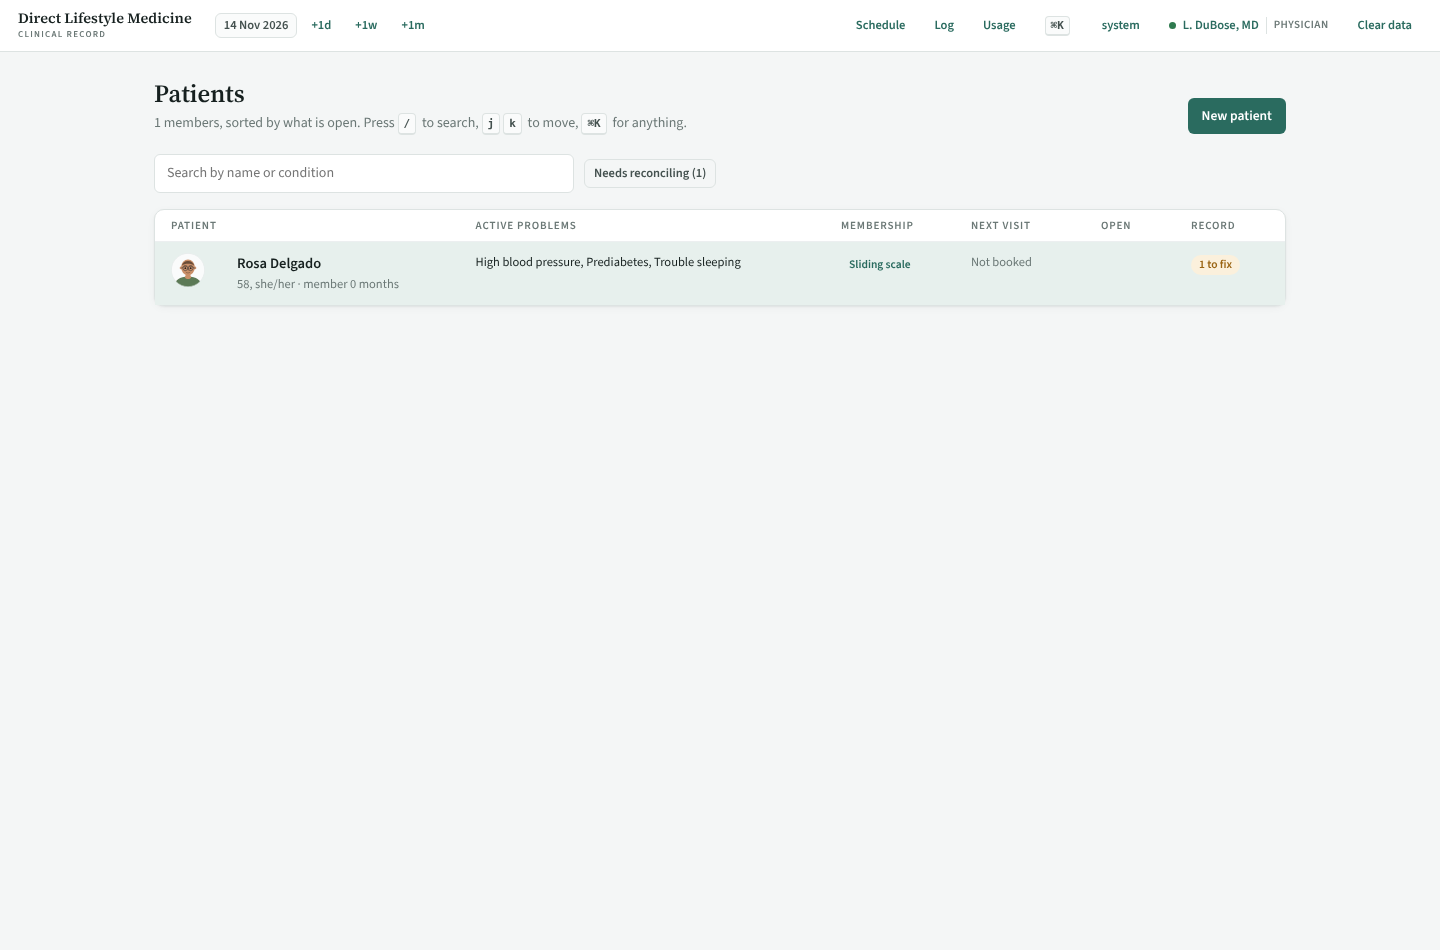 Direct Lifestyle Medicine
CLINICAL RECORD
14 Nov 2026 +1d +1w +1m
Schedule Log Usage ⌘K system L. DuBose, MD PHYSICIAN Clear data
Patients
1 members, sorted by what is open. Press / to search, j k to move, ⌘K for anything.
New patient
Search by name or condition
Needs reconciling (1)
PATIENT ACTIVE PROBLEMS MEMBERSHIP NEXT VISIT OPEN RECORD
Rosa Delgado High blood pressure, Prediabetes, Trouble sleeping Sliding scale Not booked 1 to fix
58, she/her · member 0 months